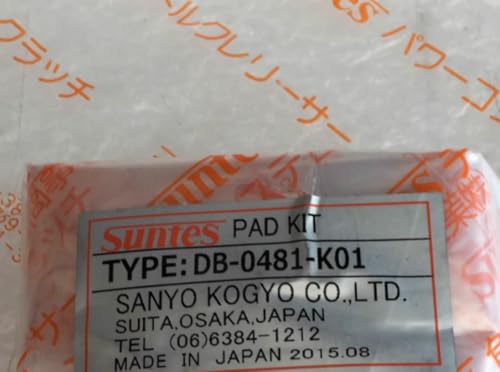 クラッチ
ールクレリーサー
Suntes
パワーコ
Suntes PAD KIT
TYPE: DB-0481-K01
SANYO KOGYO CO.,LTD.
SUITA,OSAKA,JAPAN
TEL (06)6384-1212
MADE IN JAPAN 2015.08